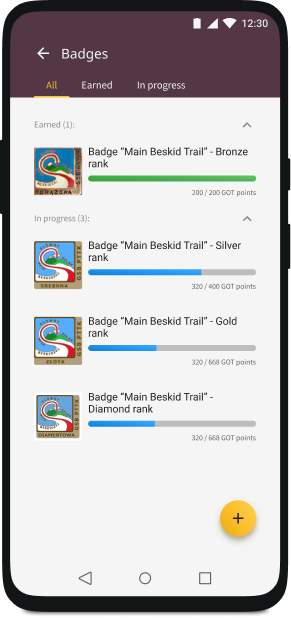 12:30
Badges
All Earned In progress
Earned (1):
Badge “Main Beskid Trail” - Bronze
rank
200 / 200 GOT points
In progress (3):
Badge “Main Beskid Trail” - Silver
rank
SREBRNA
GSB PTTK
320 / 400 GOT points
Badge “Main Beskid Trail” - Gold
rank
ZŁOTA
GSB PTTK
320 / 668 GOT points
Badge “Main Beskid Trail” -
Diamond rank
DIAMENTOWA
GSB PTTK
320 / 668 GOT points